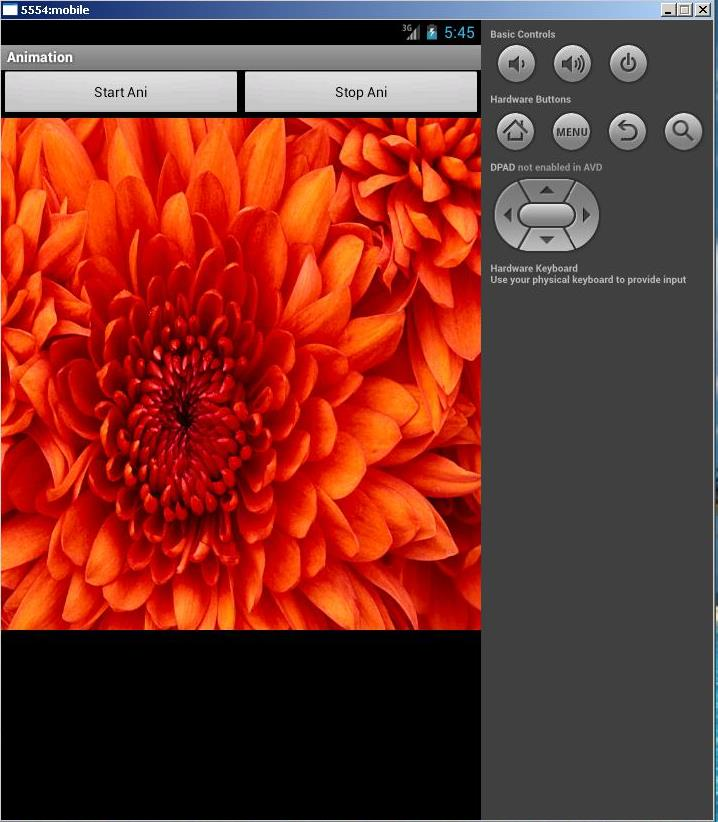 5554:mobile
3G 5:45
Animation
Start Ani Stop Ani
Basic Controls
Hardware Buttons
MENU
DPAD not enabled in AVD
Hardware Keyboard
Use your physical keyboard to provide input